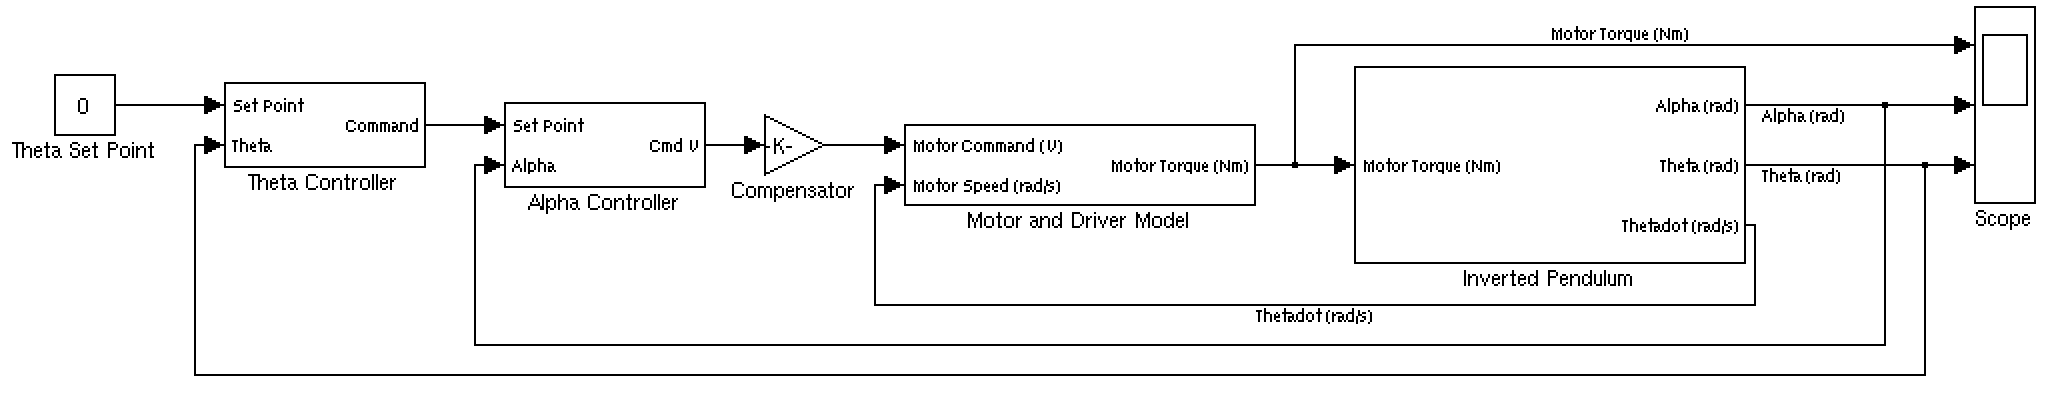 Motor Torque (Nm)
0
Theta Set Point
Set Point
Theta
Command
Theta Controller
Set Point
Alpha
Cmd V
Alpha Controller
-K-
Compensator
Motor Command (V)
Motor Speed (rad/s)
Motor Torque (Nm)
Motor and Driver Model
Motor Torque (Nm)
Alpha (rad)
Theta (rad)
Thetadot (rad/s)
Inverted Pendulum
Alpha (rad)
Theta (rad)
Scope
Thetadot (rad/s)